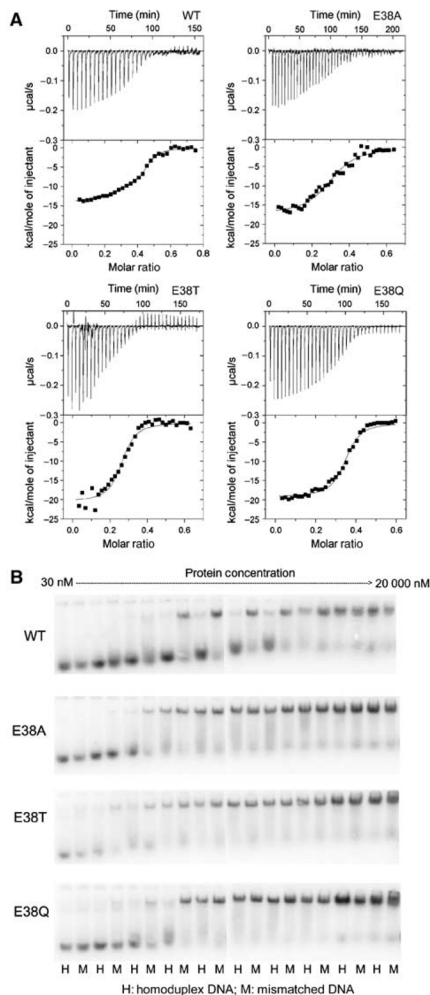 A
Time (min) WT
0 50 100 150
0.0
−0.1
−0.2
−0.3
µcal/s
0
−5
−10
−15
−20
−25
kcal/mole of injectant
0.0 0.2 0.4 0.6 0.8
Molar ratio
Time (min) E38A
0 50 100 150 200
0.0
−0.1
−0.2
−0.3
µcal/s
0
−5
−10
−15
−20
−25
kcal/mole of injectant
0.0 0.2 0.4 0.6
Molar ratio
Time (min)
0 50 100 150
E38T
0.0
−0.1
−0.2
−0.3
µcal/s
0
−5
−10
−15
−20
−25
kcal/mole of injectant
0.0 0.2 0.4 0.6
Molar ratio
Time (min)
0 50 100 150
E38Q
0.0
−0.1
−0.2
−0.3
µcal/s
0
−5
−10
−15
−20
−25
kcal/mole of injectant
0.0 0.2 0.4 0.6
Molar ratio
B
Protein concentration
30 nM 20 000 nM
WT
E38A
E38T
E38Q
H M H M H M H M H M H M H M H M H M H M
H: homoduplex DNA; M: mismatched DNA